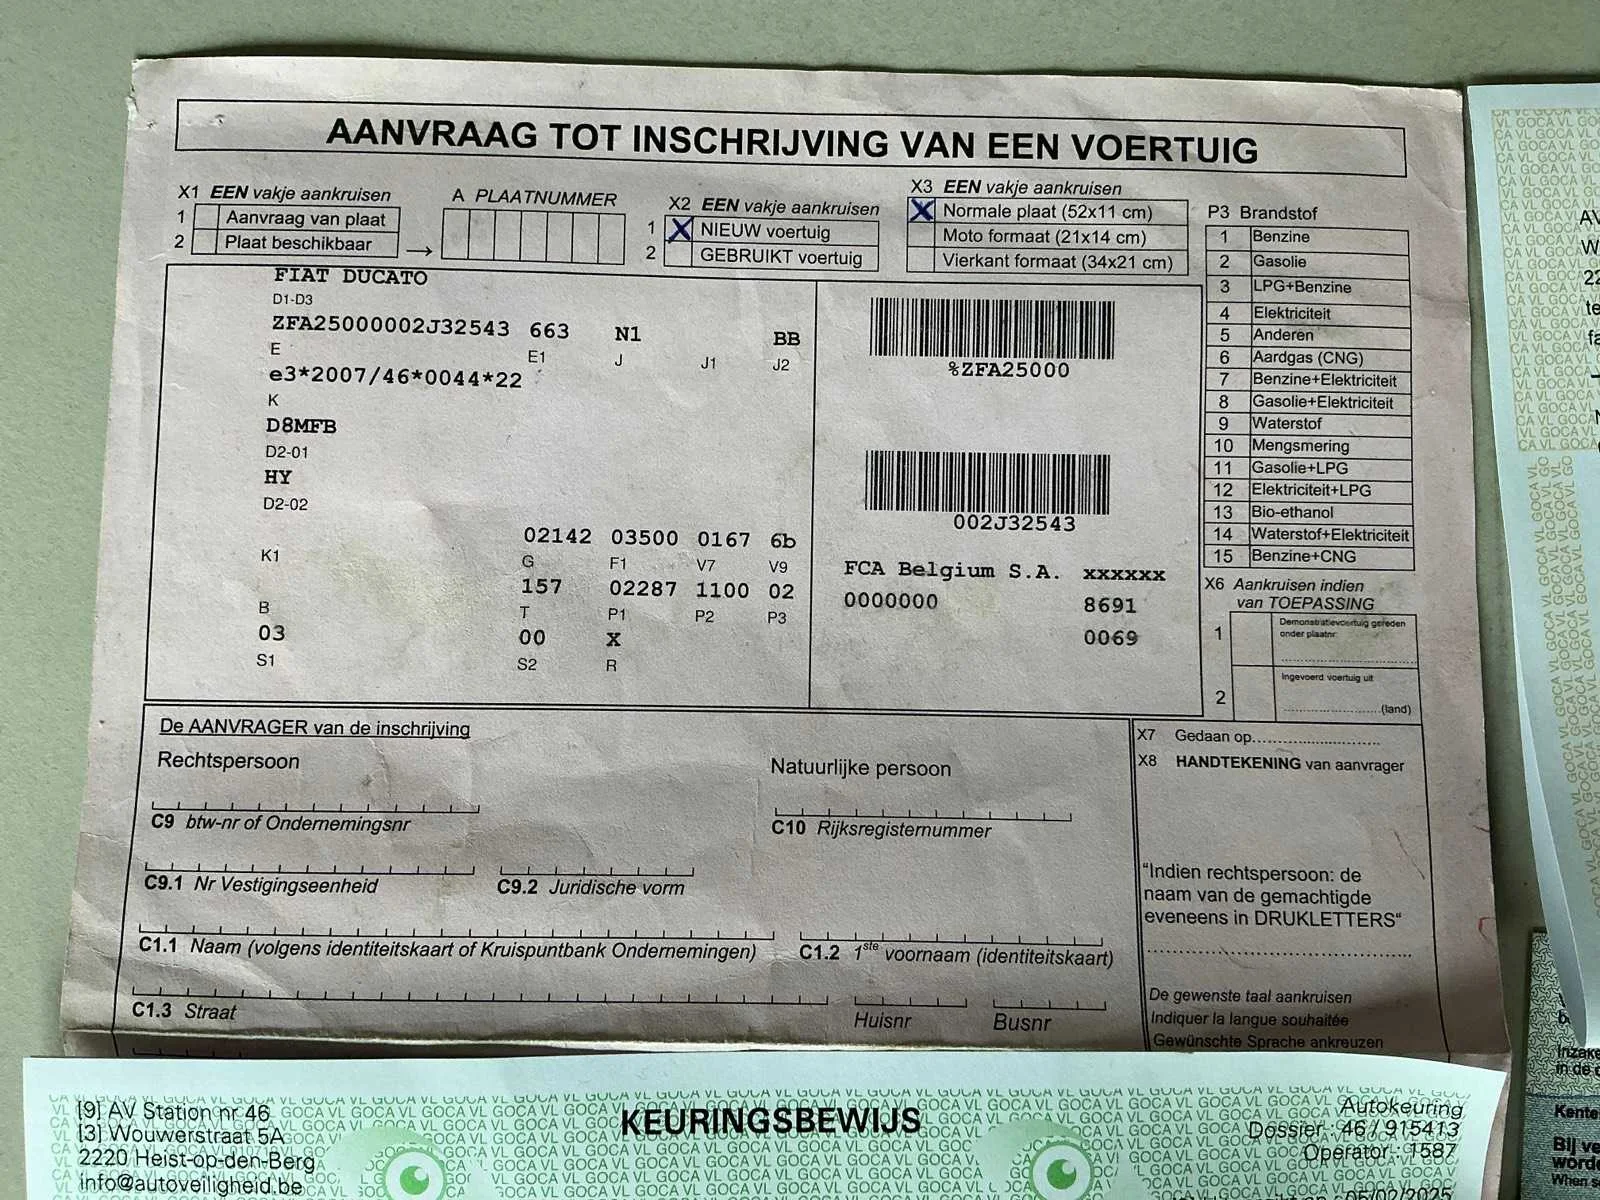 AANVRAAG TOT INSCHRIJVING VAN EEN VOERTUIG
X1 EEN vakje aankruisen
1 Aanvraag van plaat
2 Plaat beschikbaar
A PLAATNUMMER
X2 EEN vakje aankruisen
1 X NIEUW voertuig
2 GEBRUIKT voertuig
X3 EEN vakje aankruisen
X Normale plaat (52x11 cm)
Moto formaat (21x14 cm)
Vierkant formaat (34x21 cm)
P3 Brandstof
1 Benzine
2 Gasolie
3 LPG+Benzine
4 Elektriciteit
5 Anderen
6 Aardgas (CNG)
7 Benzine+Elektriciteit
8 Gasolie+Elektriciteit
9 Waterstof
10 Mengsmering
11 Gasolie+LPG
12 Elektriciteit+LPG
13 Bio-ethanol
14 Waterstof+Elektriciteit
15 Benzine+CNG
FIAT DUCATO
D1-D3
ZFA25000002J32543 663 N1 BB
E E1 J J1 J2
e3*2007/46*0044*22
K
D8MFB
D2-01
HY
D2-02
02142 03500 0167 6b
K1 G F1 V7 V9
157 02287 1100 02
B T P1 P2 P3
03 00 X
S1 S2 R
%ZFA25000
002J32543
FCA Belgium S.A. xxxxxx
0000000 8691
0069
X6 Aankruisen indien
van TOEPASSING
1 Demonstratievoertuig gereden
onder plaatnr:
2 Ingevoerd voertuig uit
(land)
De AANVRAGER van de inschrijving
Rechtspersoon
Natuurlijke persoon
C9 btw-nr of Ondernemingsnr
C10 Rijksregisternummer
C9.1 Nr Vestigingseenheid
C9.2 Juridische vorm
C1.1 Naam (volgens identiteitskaart of Kruispuntbank Ondernemingen)
C1.2 1ste voornaam (identiteitskaart)
C1.3 Straat
Huisnr
Busnr
X7 Gedaan op
X8 HANDTEKENING van aanvrager
"Indien rechtspersoon: de
naam van de gemachtigde
eveneens in DRUKLETTERS"
De gewenste taal aankruisen
Indiquer la langue souhaitée
Gewünschte Sprache ankreuzen
KEURINGSBEWIJS
[9] AV Station nr 46
[3] Wouwerstraat 5A
2220 Heist-op-den-Berg
info@autoveiligheid.be
Autokeuring
Dossier : 46 / 915413
Operator : 1587
05/02/2025